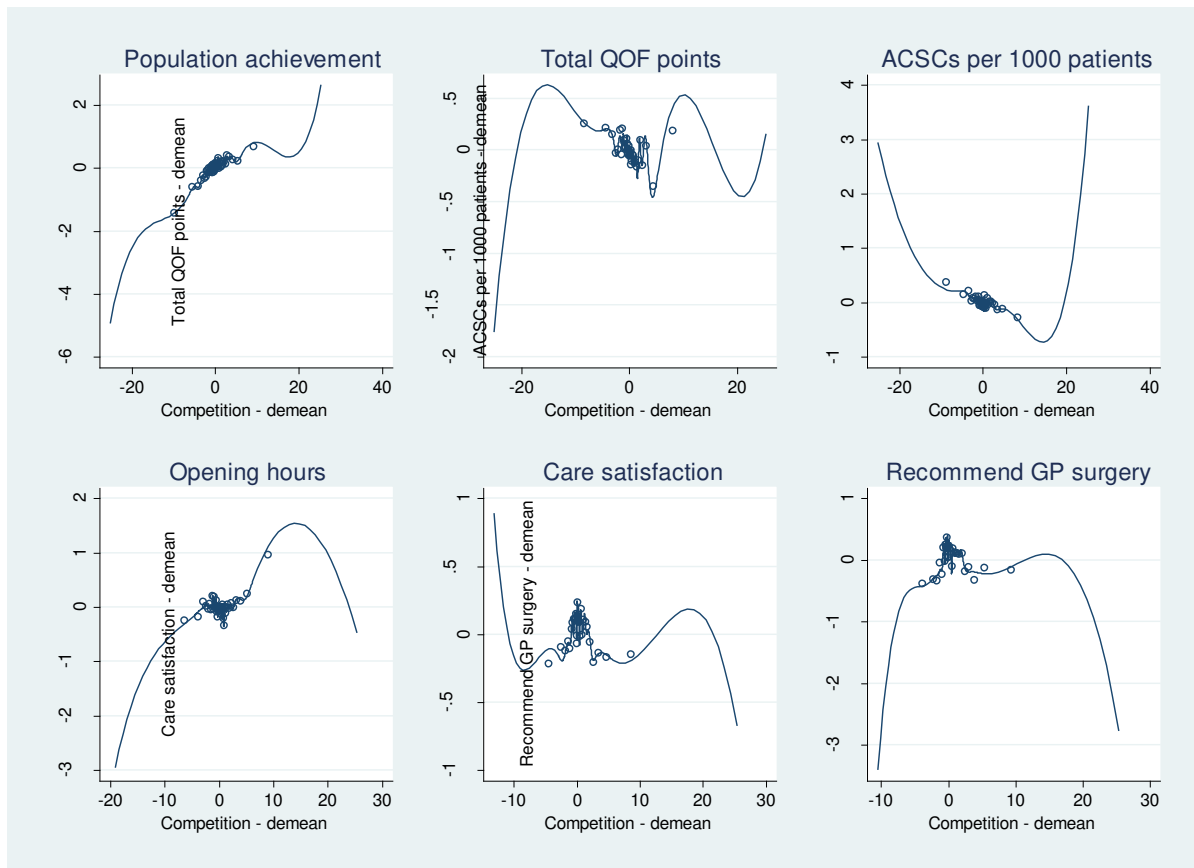 Population achievement
Total QOF points
ACSCs per 1000 patients
2
0
-2
-4
-6
Total QOF points - demean
-20 0 20 40
Competition - demean
.5
0
-.5
-1
-1.5
-2
ACSCs per 1000 patients - demean
-20 0 20
Competition - demean
4
3
2
1
0
-1
-20 0 20 40
Competition - demean
Opening hours
Care satisfaction
Recommend GP surgery
2
1
0
-1
-2
-3
Care satisfaction - demean
-20 -10 0 10 20 30
Competition - demean
1
.5
0
-.5
-1
Recommend GP surgery - demean
-10 0 10 20 30
Competition - demean
1
0
-1
-2
-3
-10 0 10 20 30
Competition - demean